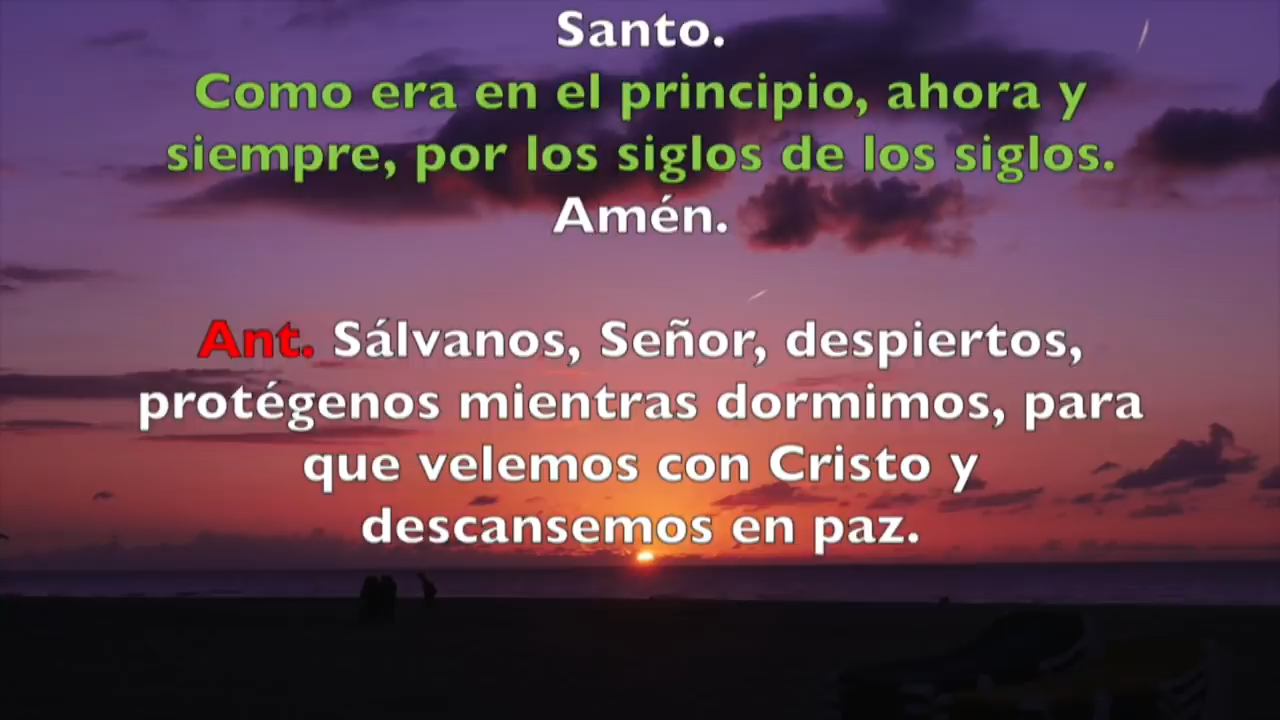 Santo.
Como era en el principio, ahora y
siempre, por los siglos de los siglos.
Amén.
Ant. Sálvanos, Señor, despiertos,
protégenos mientras dormimos, para
que velemos con Cristo y
descansemos en paz.